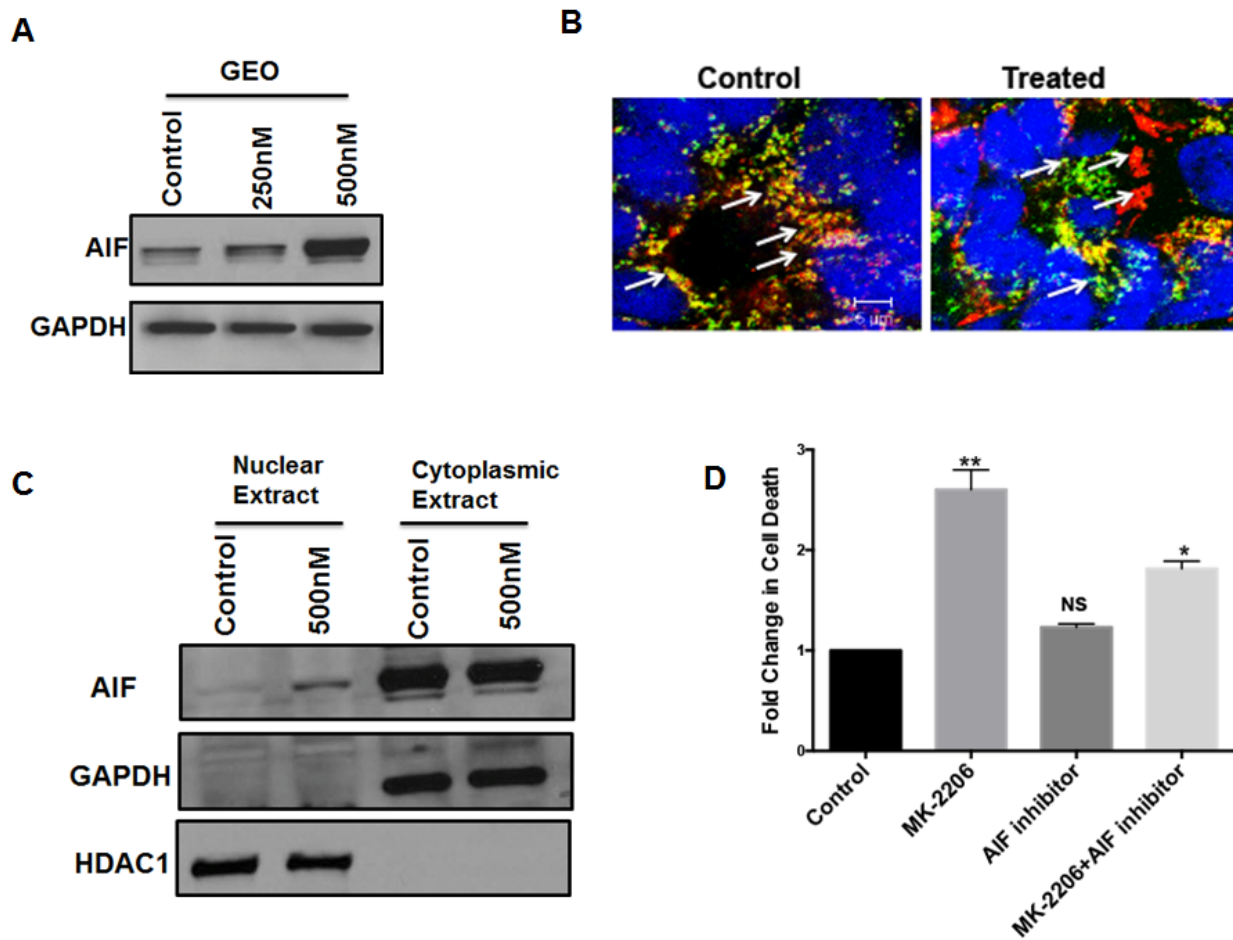 A
GEO
Control
250nM
500nM
AIF
GAPDH
B
Control
Treated
5 µm
C
Nuclear
Extract
Cytoplasmic
Extract
Control
500nM
Control
500nM
AIF
GAPDH
HDAC1
D
Fold Change in Cell Death
3
2
1
0
**
NS
*
Control
MK-2206
AIF inhibitor
MK-2206+AIF inhibitor